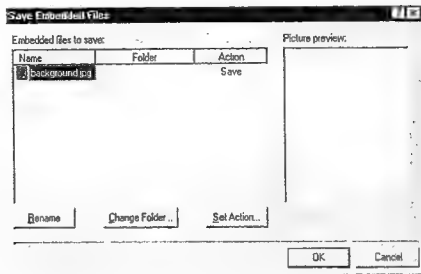 Save Embedded Files
Embedded files to save:
Picture preview:
Name Folder Action
background.jpg Save
Rename Change Folder... Set Action...
OK Cancel